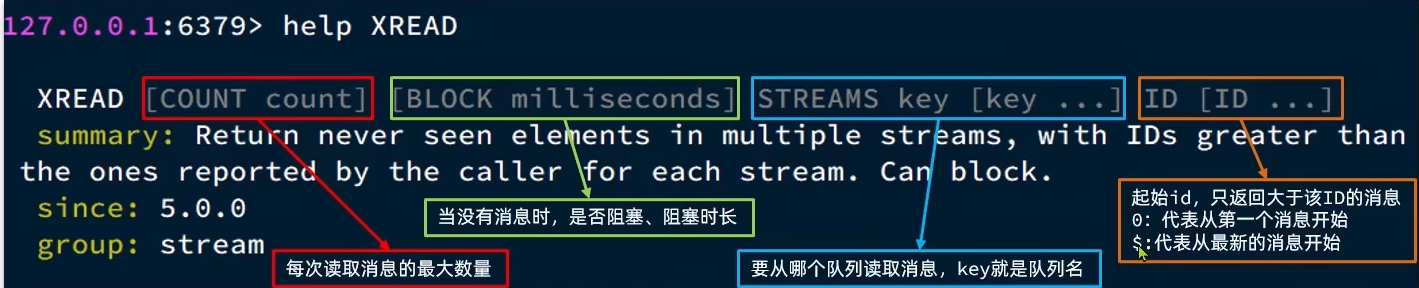 127.0.0.1:6379> help XREAD
XREAD [COUNT count] [BLOCK milliseconds] STREAMS key [key ...] ID [ID ...]
summary: Return never seen elements in multiple streams, with IDs greater than
the ones reported by the caller for each stream. Can block.
since: 5.0.0
group: stream
每次读取消息的最大数量
当没有消息时，是否阻塞、阻塞时长
要从哪个队列读取消息，key就是队列名
起始id，只返回大于该ID的消息
0：代表从第一个消息开始
$:代表从最新的消息开始